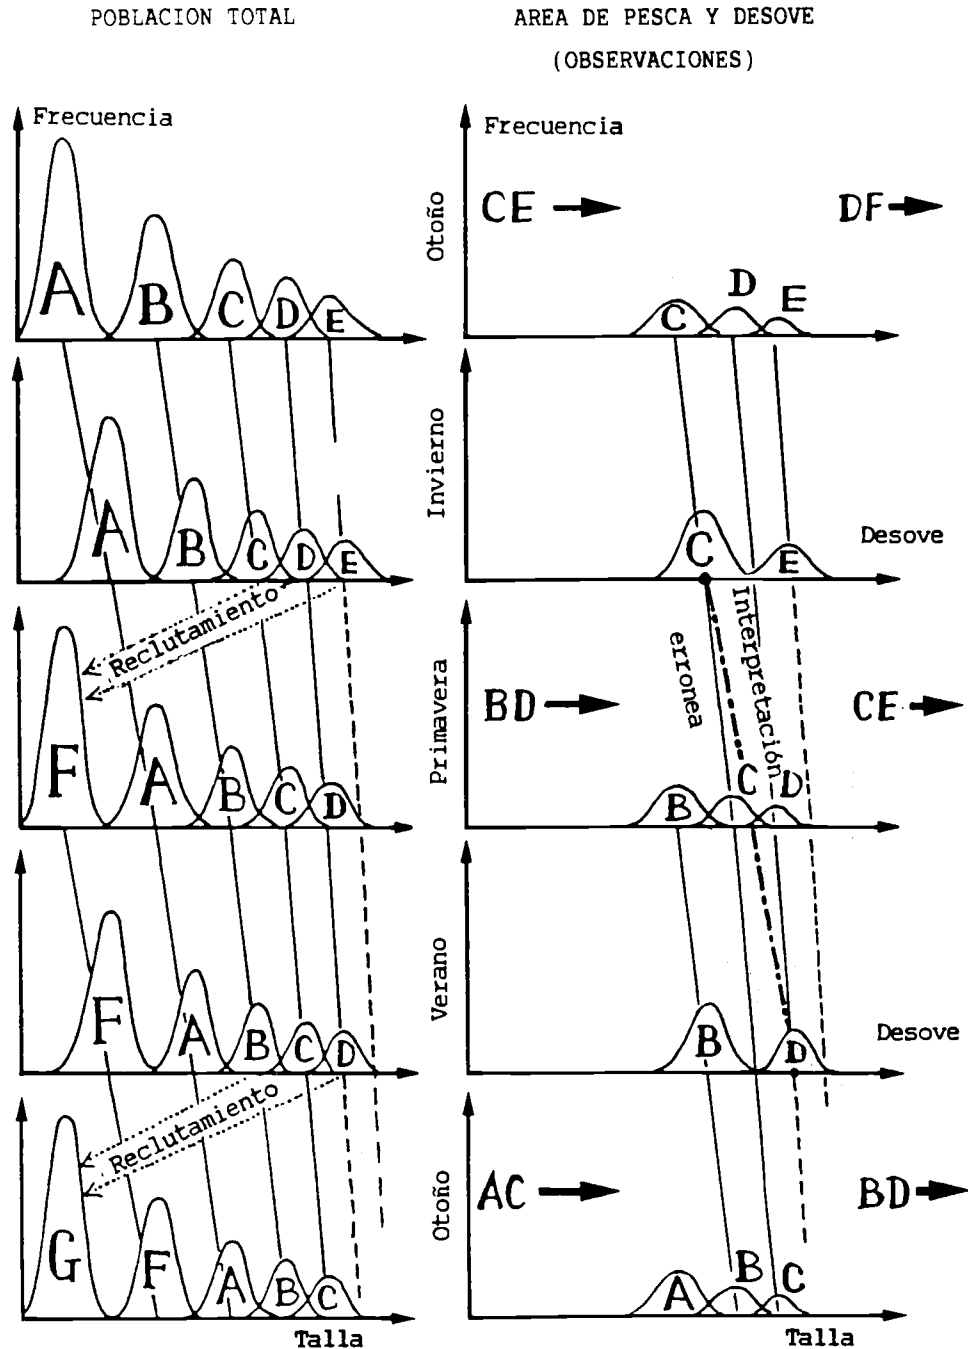 POBLACION TOTAL
AREA DE PESCA Y DESOVE
(OBSERVACIONES)
Frecuencia
A
B
C
D
E
Otoño
Frecuencia
CE
DF
C
D
E
A
B
C
D
E
Invierno
C
E
Desove
Reclutamiento
F
A
B
C
D
Primavera
Interpretación
erronea
BD
CE
B
C
D
F
A
B
C
D
Verano
B
D
Desove
Reclutamiento
G
F
A
B
C
Talla
Otoño
AC
BD
A
B
C
Talla